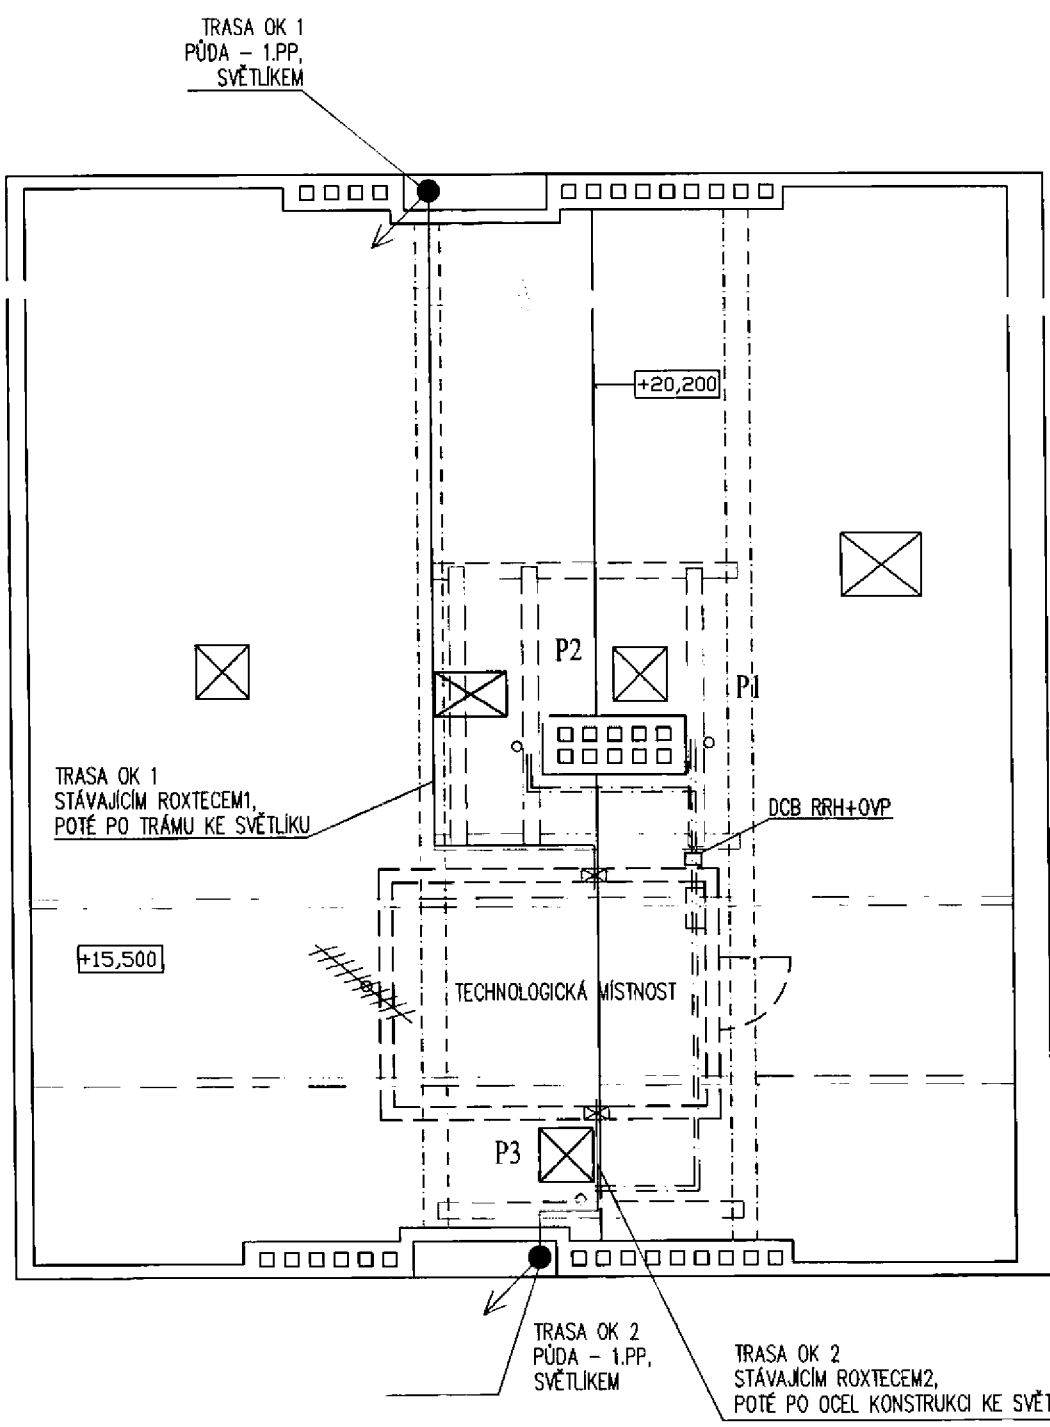 TRASA OK 1
PŮDA – 1.PP,
SVĚTLÍKEM
+20,200
P2
P1
TRASA OK 1
STÁVAJÍCÍM ROXTECEM1,
POTÉ PO TRÁMU KE SVĚTLÍKU
DCB RRH+OVP
+15,500
TECHNOLOGICKÁ MÍSTNOST
P3
TRASA OK 2
PŮDA – 1.PP,
SVĚTLÍKEM
TRASA OK 2
STÁVAJÍCÍM ROXTECEM2,
POTÉ PO OCEL KONSTRUKCI KE SVĚT